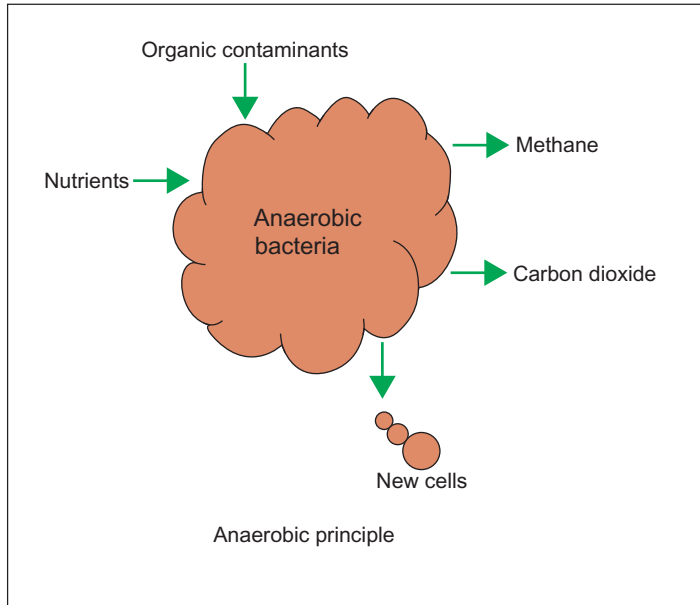 Organic contaminants
Methane
Nutrients
Anaerobic
bacteria
Carbon dioxide
New cells
Anaerobic principle